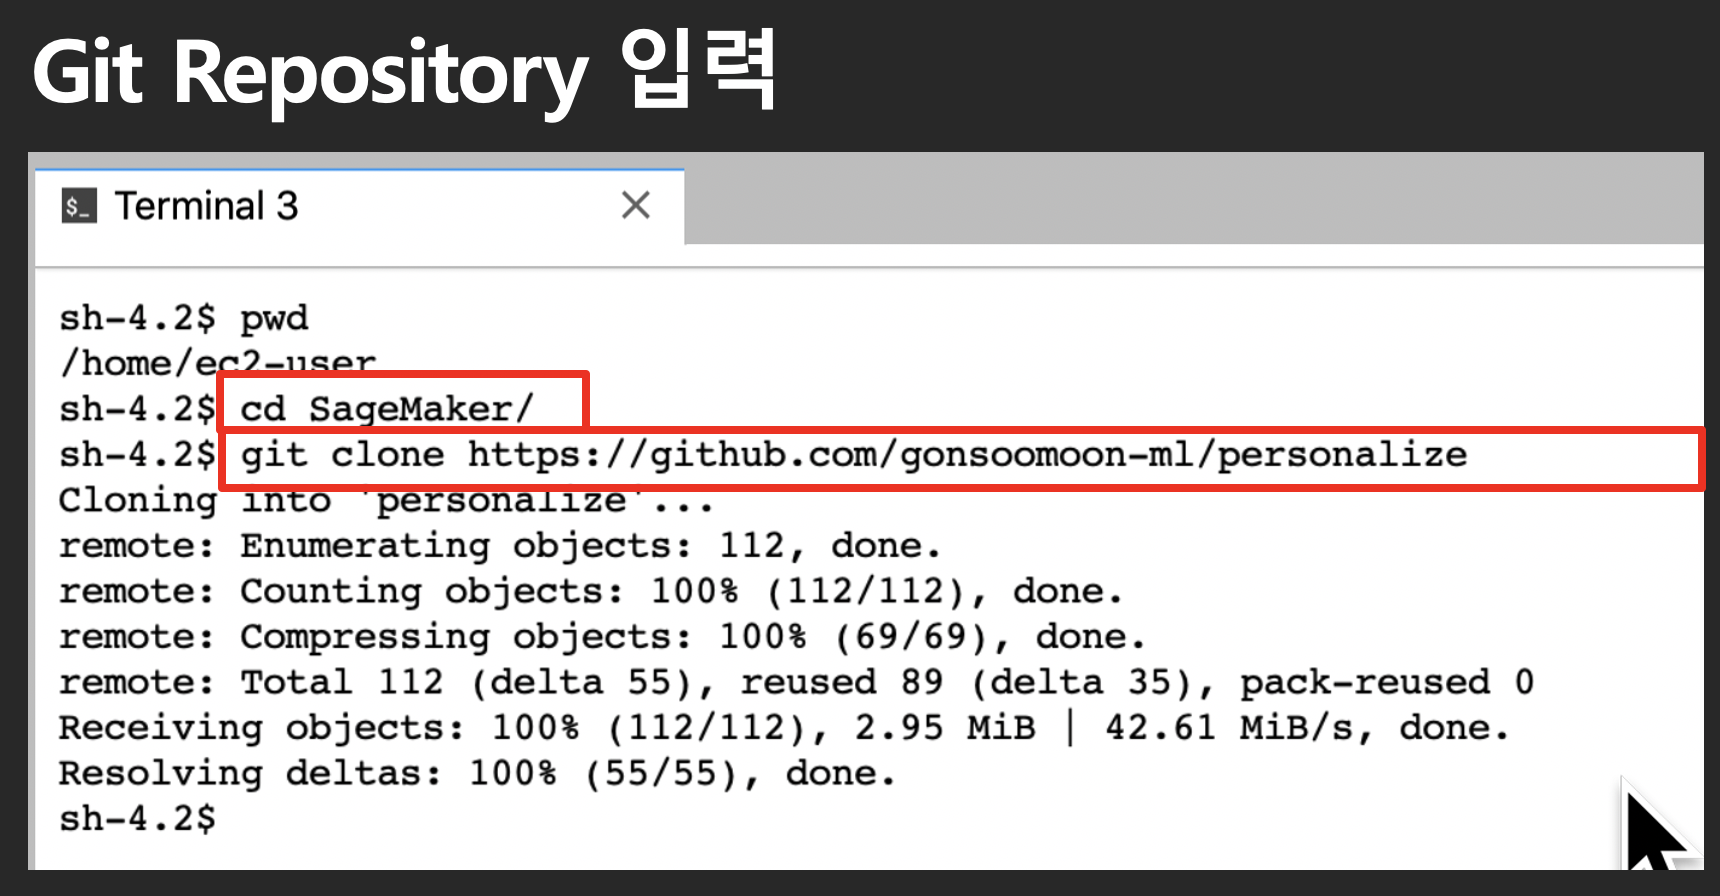 Git Repository 입력
$_ Terminal 3
sh-4.2$ pwd
/home/ec2-user
sh-4.2$ cd SageMaker/
sh-4.2$ git clone https://github.com/gonsoomoon-ml/personalize
Cloning into 'personalize'...
remote: Enumerating objects: 112, done.
remote: Counting objects: 100% (112/112), done.
remote: Compressing objects: 100% (69/69), done.
remote: Total 112 (delta 55), reused 89 (delta 35), pack-reused 0
Receiving objects: 100% (112/112), 2.95 MiB | 42.61 MiB/s, done.
Resolving deltas: 100% (55/55), done.
sh-4.2$